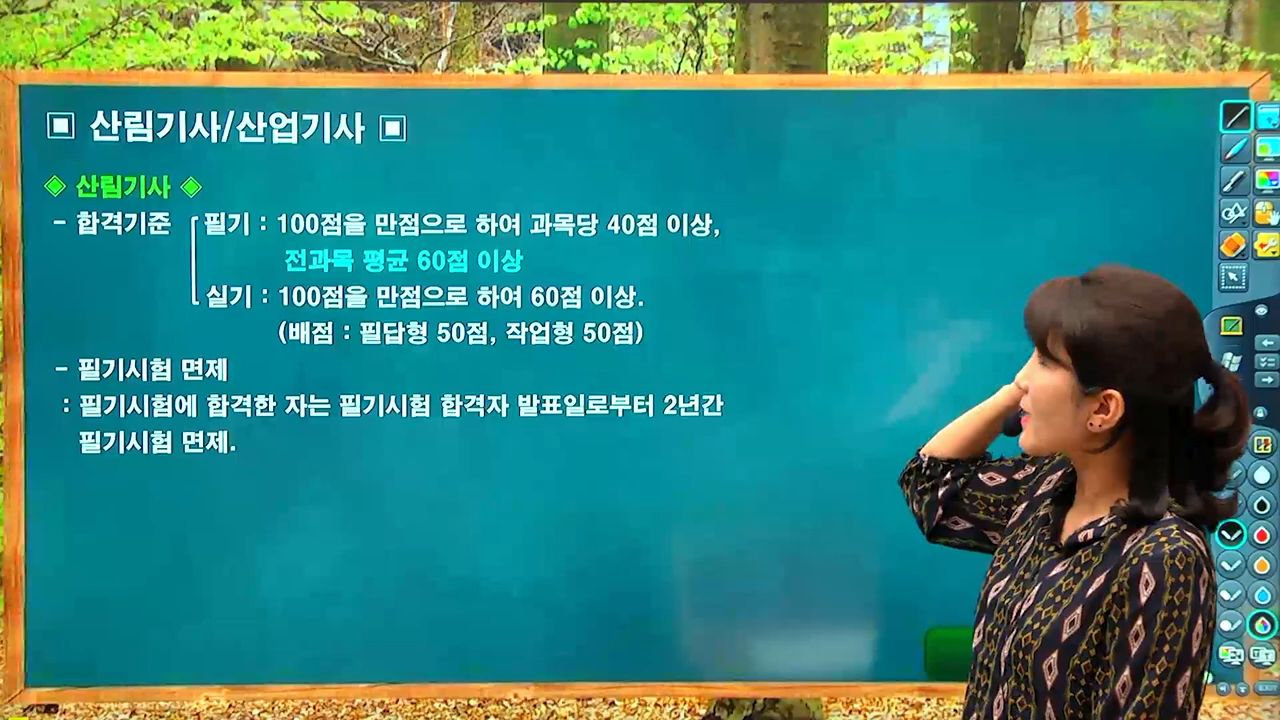 ▣ 산림기사/산업기사 ▣
◈ 산림기사 ◈
- 합격기준 필기 : 100점을 만점으로 하여 과목당 40점 이상,
전과목 평균 60점 이상
실기 : 100점을 만점으로 하여 60점 이상.
(배점 : 필답형 50점, 작업형 50점)
- 필기시험 면제
: 필기시험에 합격한 자는 필기시험 합격자 발표일로부터 2년간
필기시험 면제.